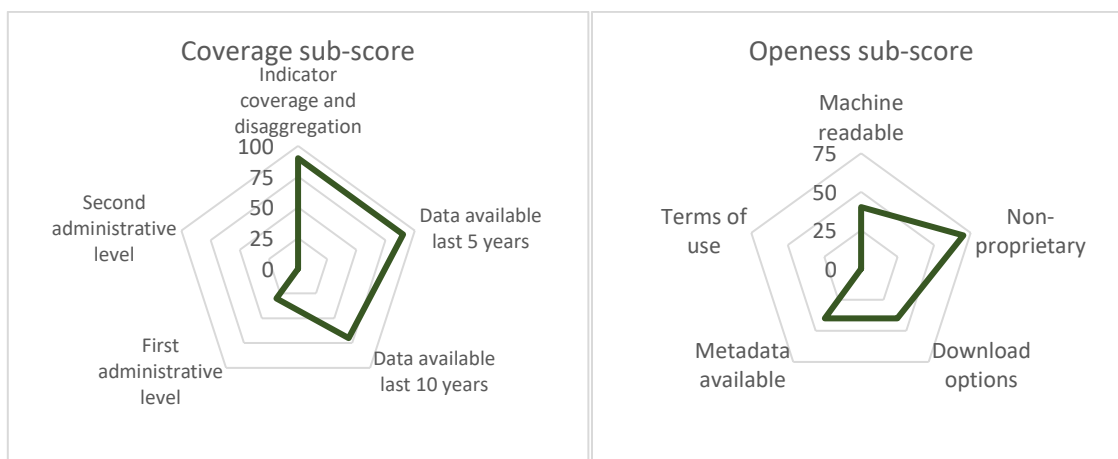 Coverage sub-score
Indicator
coverage and
disaggregation
100
75
50
25
0
Data available
last 5 years
Data available
last 10 years
First
administrative
level
Second
administrative
level
Openess sub-score
Machine
readable
75
50
25
0
Non-
proprietary
Download
options
Metadata
available
Terms of
use